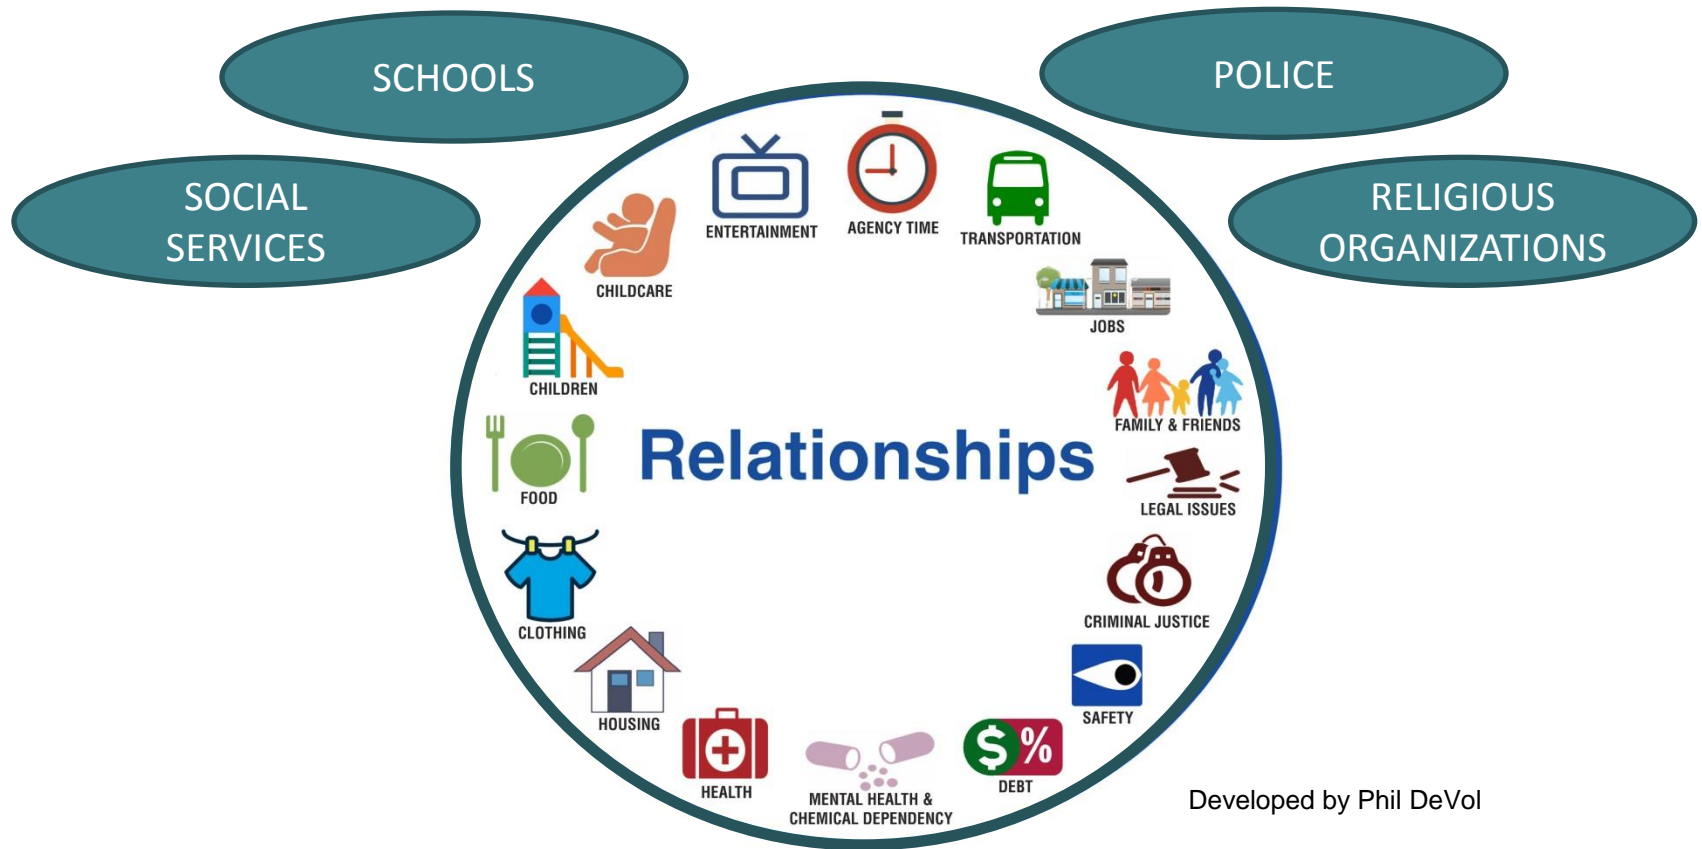 SCHOOLS
POLICE
SOCIAL
SERVICES
RELIGIOUS
ORGANIZATIONS
ENTERTAINMENT
AGENCY TIME
TRANSPORTATION
CHILDCARE
JOBS
CHILDREN
FAMILY & FRIENDS
Relationships
FOOD
LEGAL ISSUES
CLOTHING
CRIMINAL JUSTICE
HOUSING
SAFETY
$%
HEALTH
MENTAL HEALTH &
CHEMICAL DEPENDENCY
DEBT
Developed by Phil DeVol